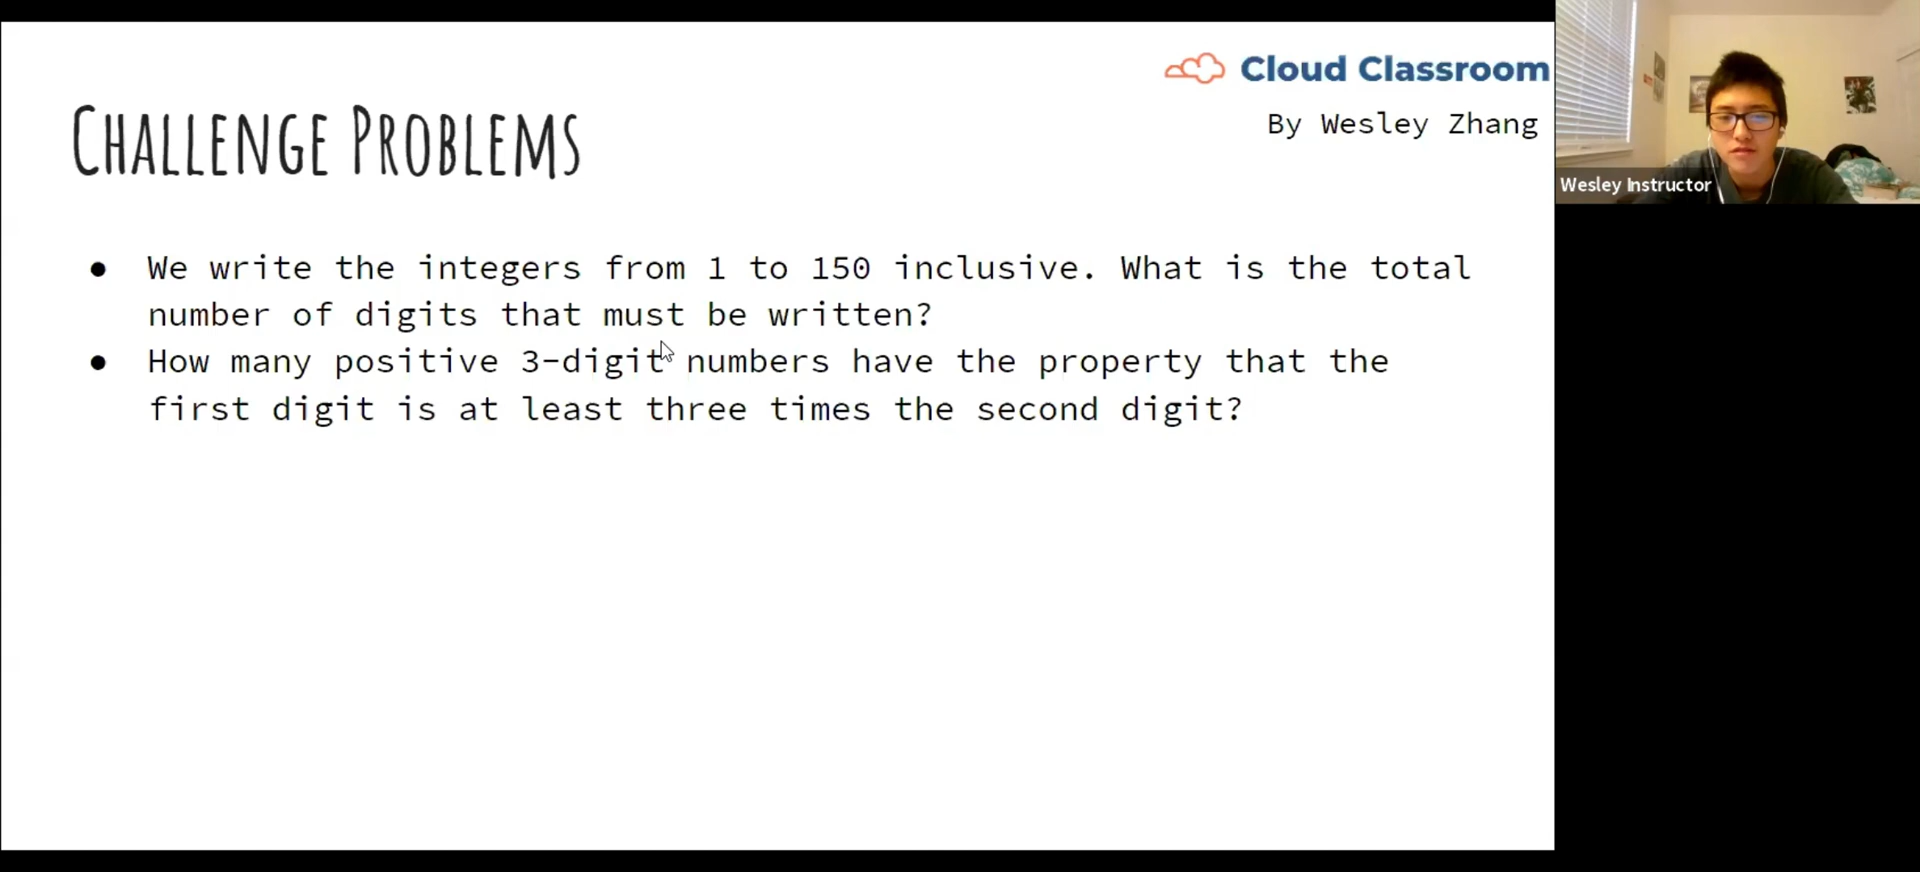 Cloud Classroom
By Wesley Zhang
CHALLENGE PROBLEMS
Wesley Instructor
● We write the integers from 1 to 150 inclusive. What is the total
number of digits that must be written?
● How many positive 3-digit numbers have the property that the
first digit is at least three times the second digit?